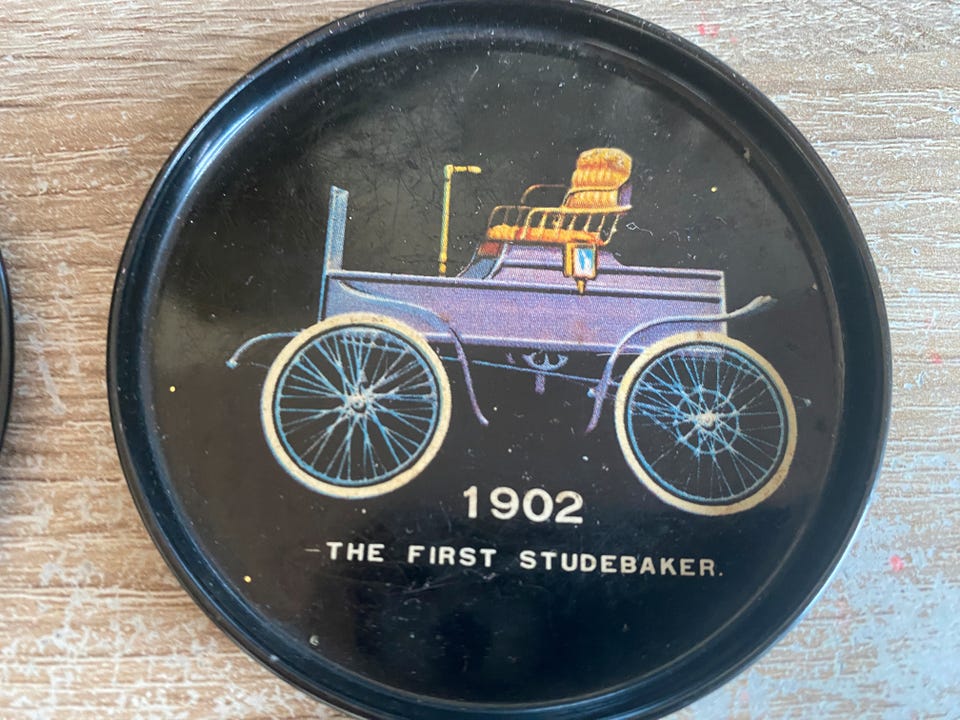 1902
THE FIRST STUDEBAKER.